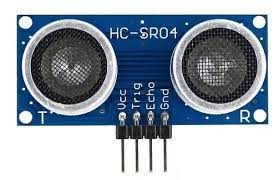 HC-SR04
T
R
Vcc
Trig
Echo
Gnd